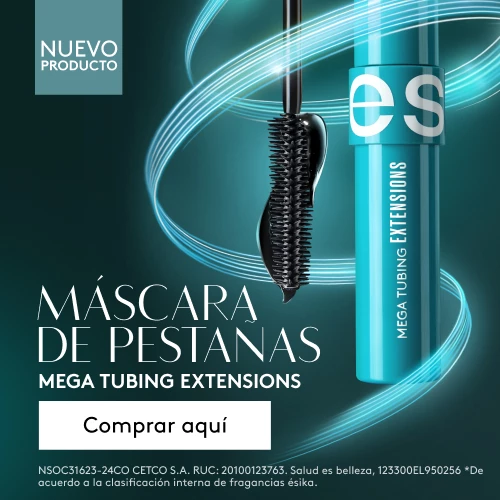 NUEVO
PRODUCTO
es
MEGA TUBING EXTENSIONS
MÁSCARA
DE PESTAÑAS
MEGA TUBING EXTENSIONS
Comprar aquí
NSOC31623-24CO CETCO S.A. RUC: 20100123763. Salud es belleza, 123300EL950256 *De
acuerdo a la clasificación interna de fragancias ésika.